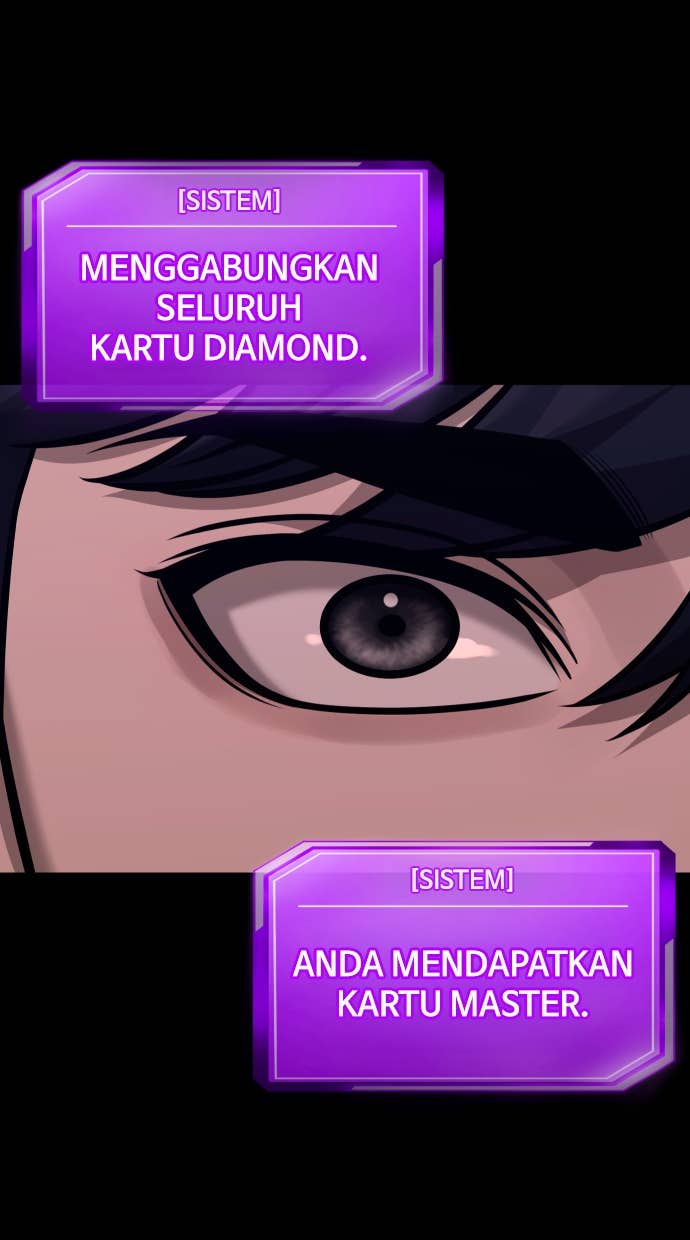 [SISTEM]
MENGGABUNGKAN
SELURUH
KARTU DIAMOND.
[SISTEM]
ANDA MENDAPATKAN
KARTU MASTER.